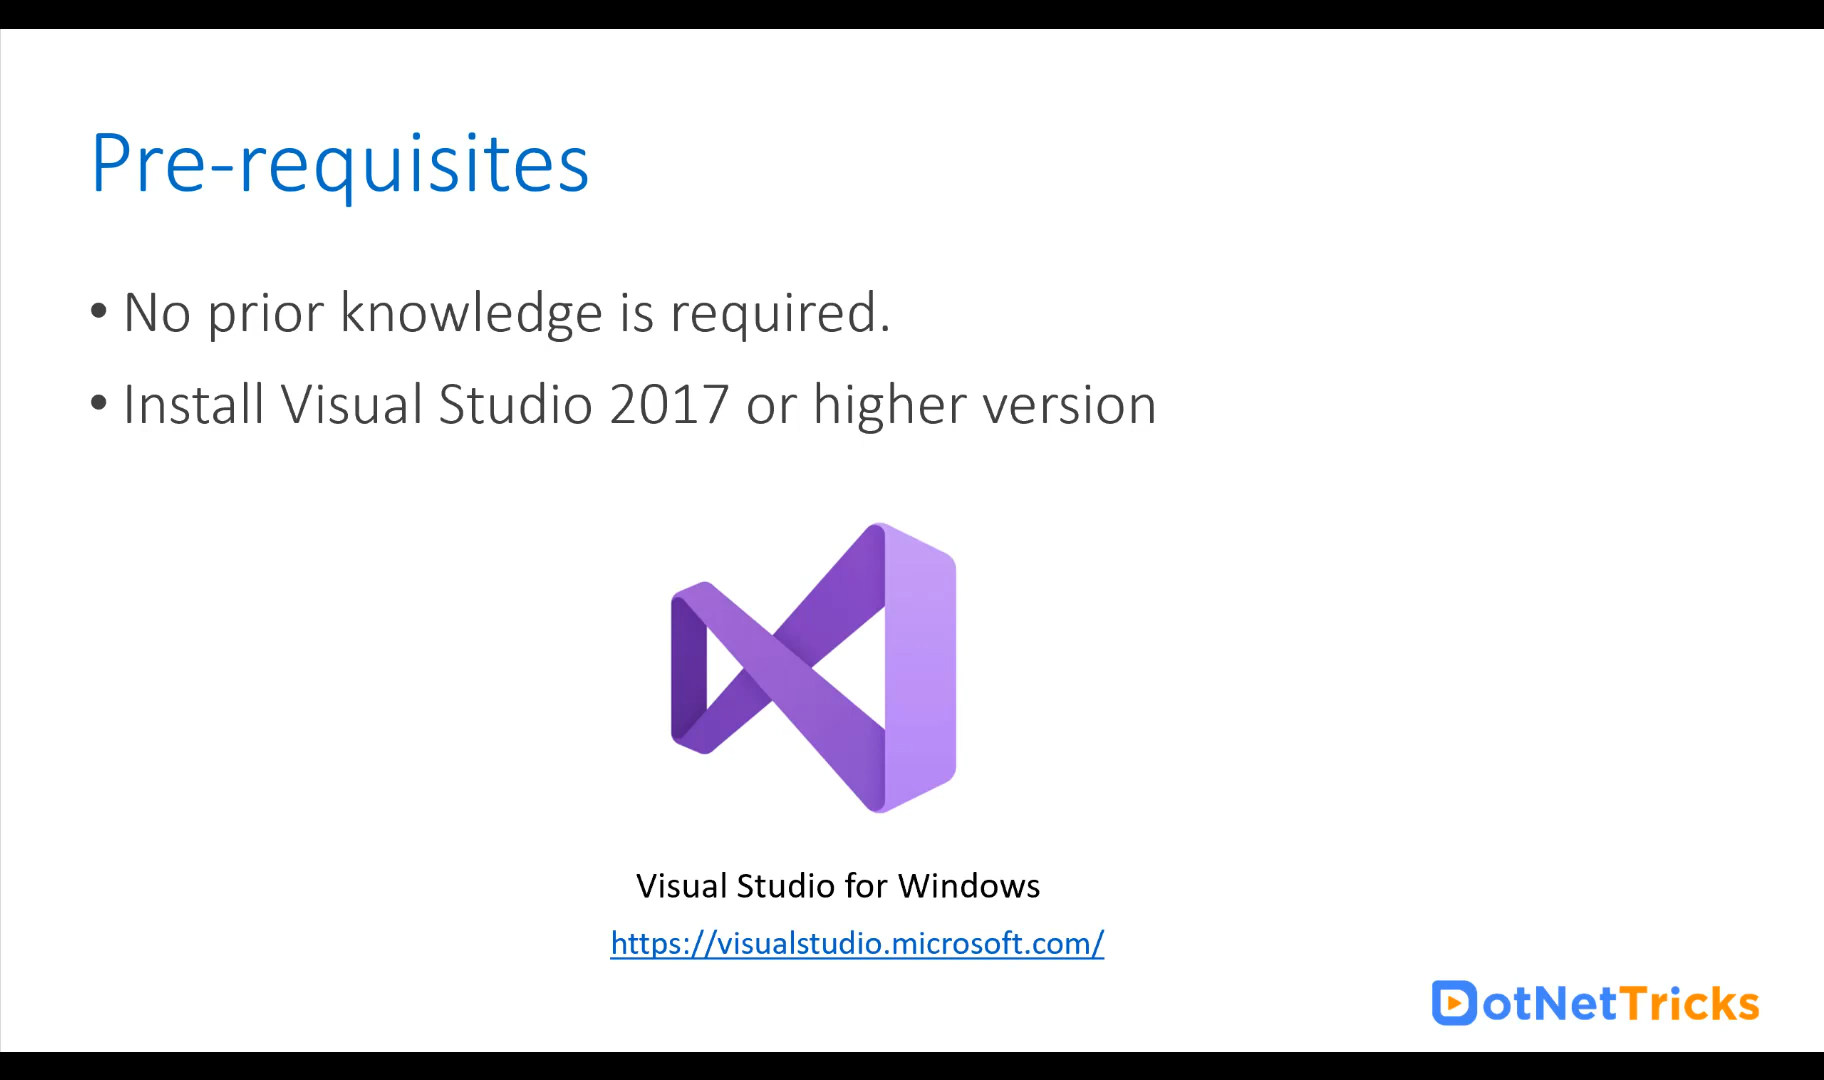 Pre-requisites
• No prior knowledge is required.
• Install Visual Studio 2017 or higher version
Visual Studio for Windows
https://visualstudio.microsoft.com/
DotNetTricks